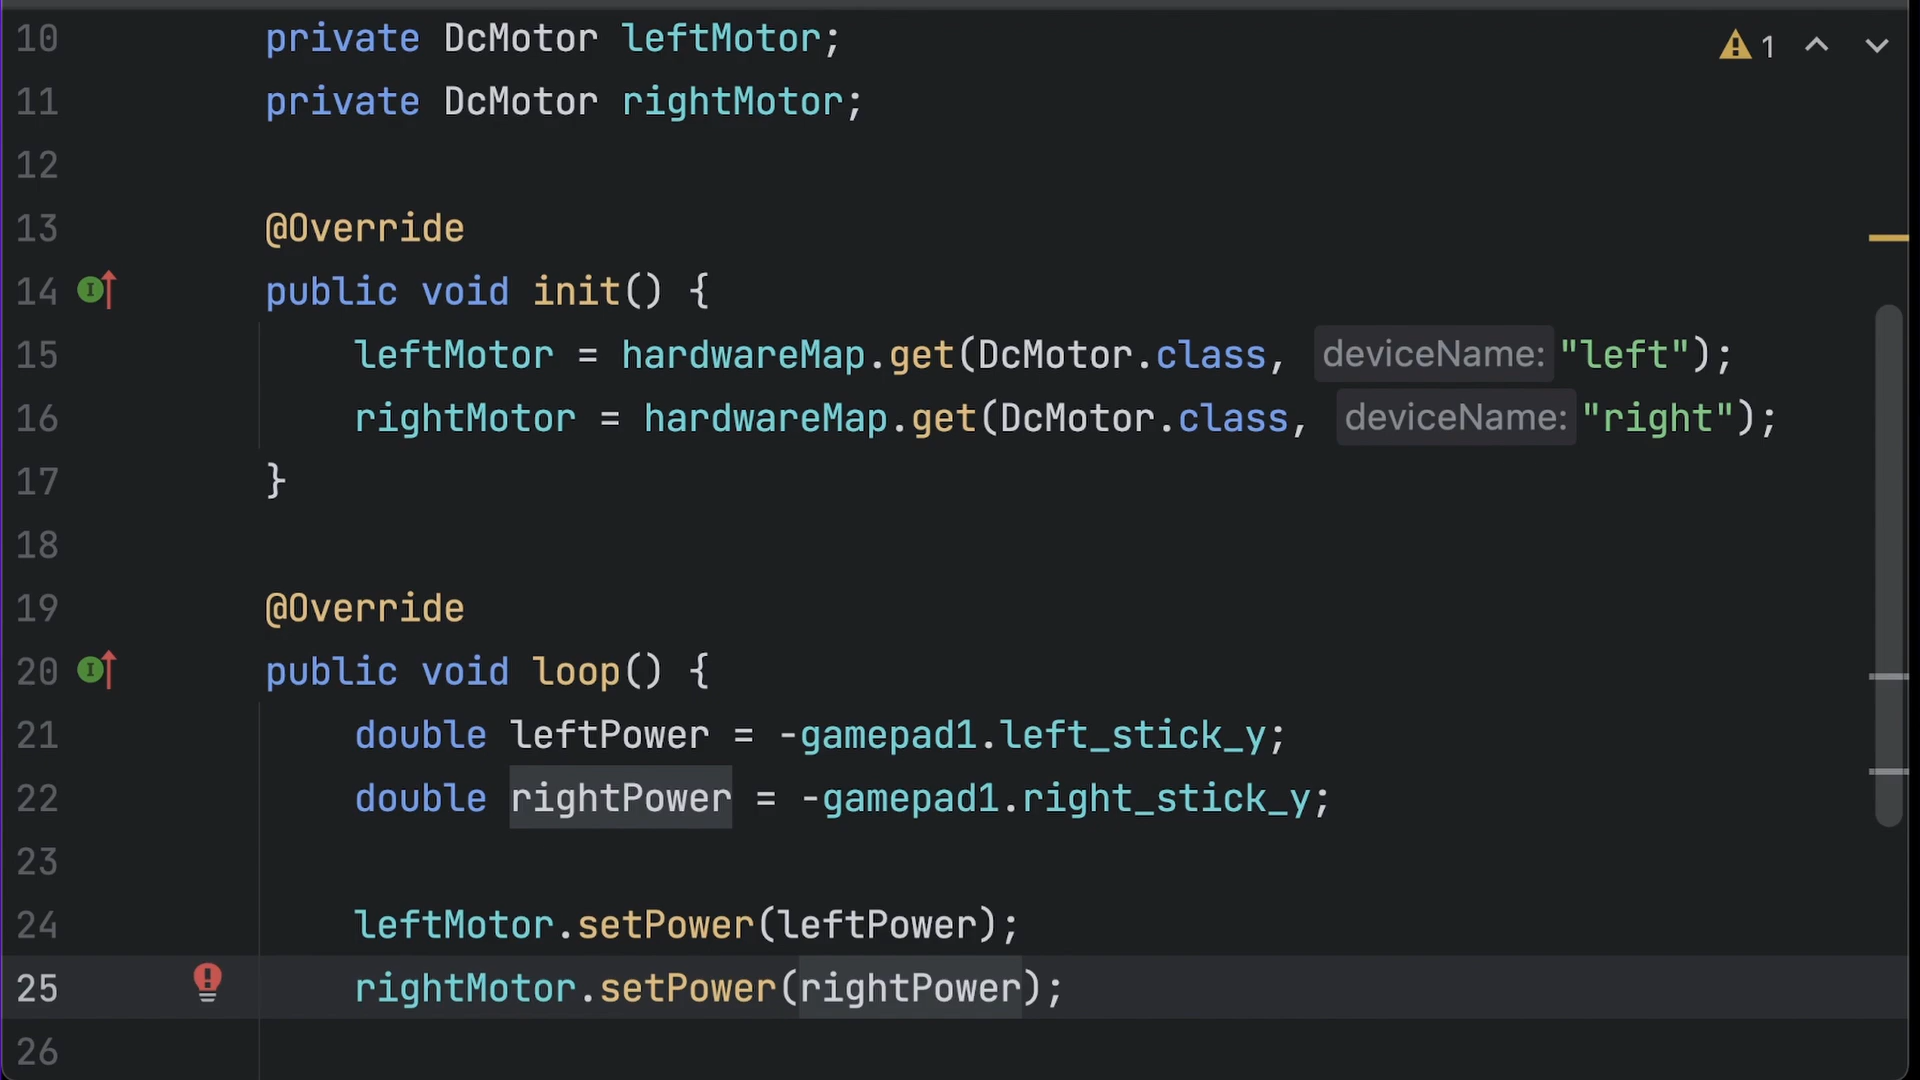 10 private DcMotor leftMotor;
1
11 private DcMotor rightMotor;
12
13 @Override
14 public void init() {
15 leftMotor = hardwareMap.get(DcMotor.class, deviceName: "left");
16 rightMotor = hardwareMap.get(DcMotor.class, deviceName: "right");
17 }
18
19 @Override
20 public void loop() {
21 double leftPower = -gamepad1.left_stick_y;
22 double rightPower = -gamepad1.right_stick_y;
23
24 leftMotor.setPower(leftPower);
25 rightMotor.setPower(rightPower);
26